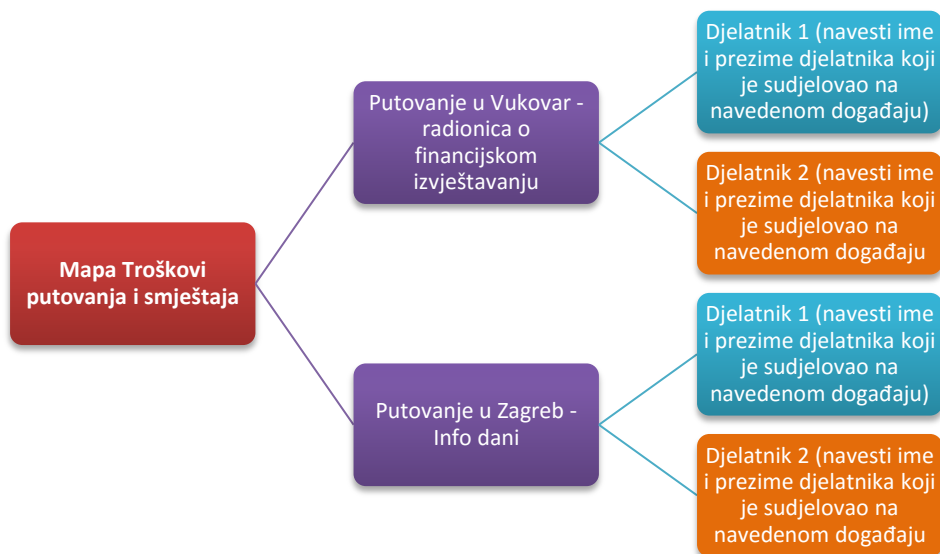 Mapa Troškovi
putovanja i smještaja
Putovanje u Vukovar -
radionica o
financijskom
izvještavanju
Djelatnik 1 (navesti ime
i prezime djelatnika koji
je sudjelovao na
navedenom događaju)
Djelatnik 2 (navesti ime
i prezime djelatnika koji
je sudjelovao na
navedenom događaju
Putovanje u Zagreb -
Info dani
Djelatnik 1 (navesti ime
i prezime djelatnika koji
je sudjelovao na
navedenom događaju)
Djelatnik 2 (navesti ime
i prezime djelatnika koji
je sudjelovao na
navedenom događaju